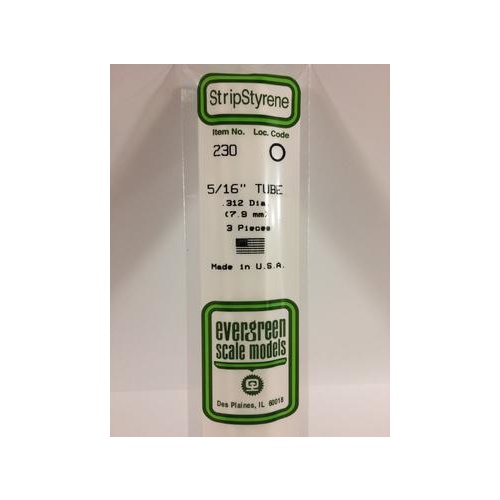 StripStyrene
Item No. Loc. Code
230 O
5/16" TUBE
.312 Dia.
(7.9 mm)
3 Pieces
Made in U.S.A.
evergreen
scale models
Des Plaines, IL 60018